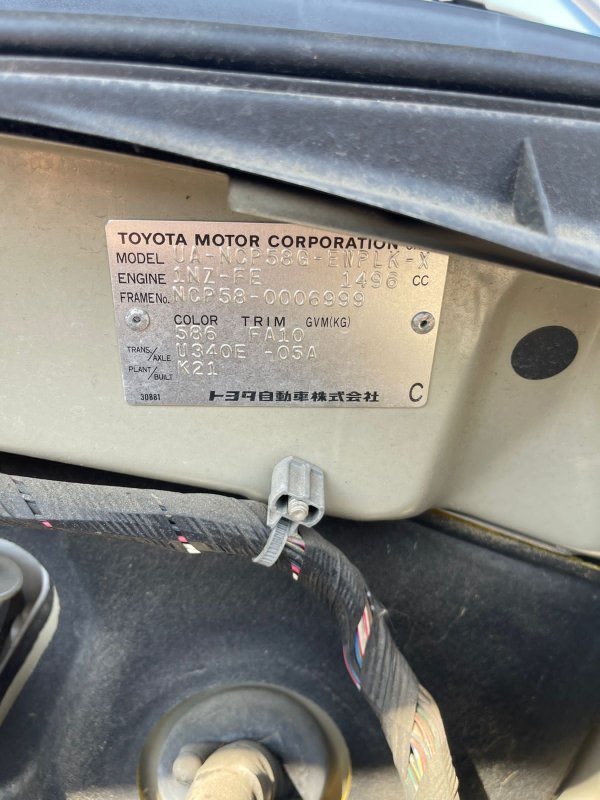 TOYOTA MOTOR CORPORATION
MODEL UA-NCP58G-ENPLK-X
ENGINE 1NZ-FE 1496 CC
FRAME No. NCP58-0006999
COLOR TRIM GVM(KG)
586 FA10
TRANS./AXLE U340E -05A
PLANT/BUILT K21
30B81 トヨタ自動車株式会社 C